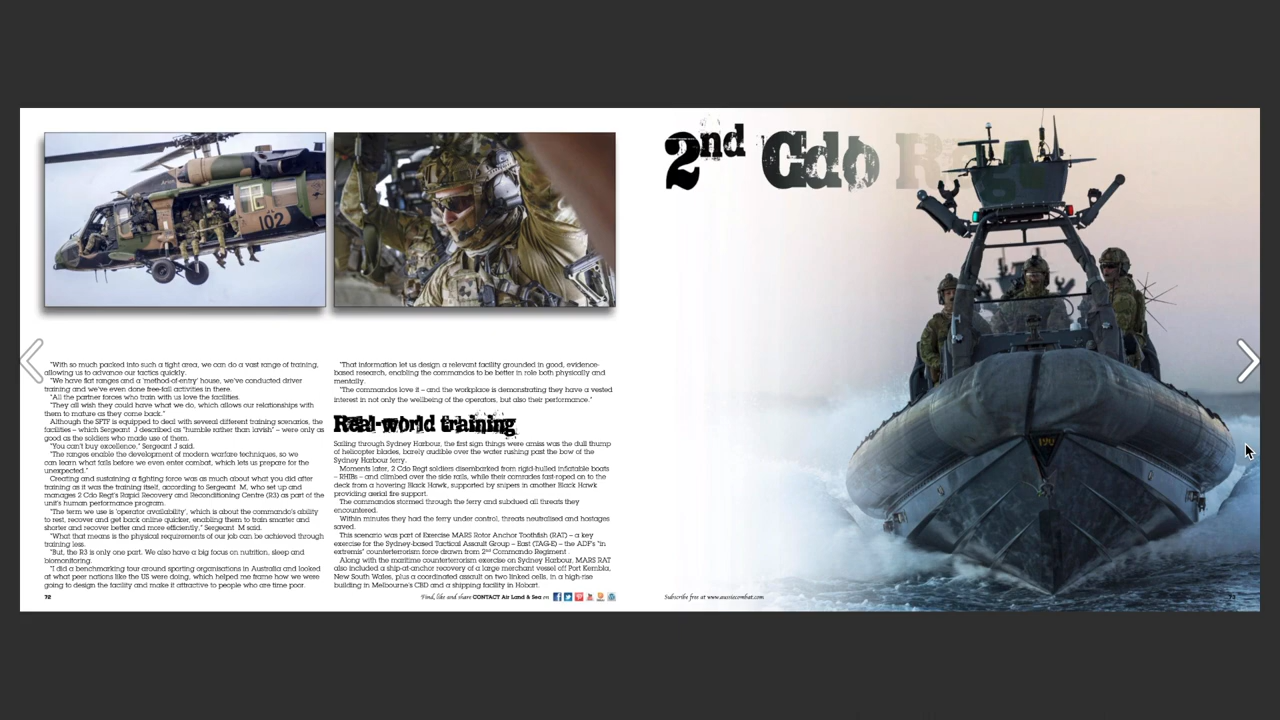 102
"With so much packed into such a tight area, we can do a vast range of training,
allowing us to advance our tactics quickly.
"We have flat ranges and a 'method-of-entry' house, we've conducted driver
training and we've even done free-fall activities in there.
"All the partner forces who train with us love the facilities.
"They all wish they could have what we do, which allows our relationships with
them to mature as they come back."
Although the SFTF is equipped to deal with several different training scenarios, the
facilities – which Sergeant J described as "humble rather than lavish" – were only as
good as the soldiers who made use of them.
"You can't buy excellence," Sergeant J said.
"The ranges enable the development of modern warfare techniques, so we
can learn what fails before we even enter combat, which lets us prepare for the
unexpected."
Creating and sustaining a fighting force was as much about what you did after
training as it was the training itself, according to Sergeant M, who set up and
manages 2 Cdo Regt's Rapid Recovery and Reconditioning Centre (R3) as part of the
unit's human performance program.
"The term we use is 'operator availability', which is about the commando's ability
to rest, recover and get back online quicker, enabling them to train smarter and
shorter and recover better and more efficiently," Sergeant M said.
"What that means is the physical requirements of our job can be achieved through
training less.
"But, the R3 is only one part. We also have a big focus on nutrition, sleep and
biomonitoring.
"I did a benchmarking tour around sporting organisations in Australia and looked
at what peer nations like the US were doing, which helped me frame how we were
going to design the facility and make it attractive to people who are time poor.
72
"That information let us design a relevant facility grounded in good, evidence-
based research, enabling the commandos to be better in role both physically and
mentally.
"The commandos love it – and the workplace is demonstrating they have a vested
interest in not only the wellbeing of the operators, but also their performance."
Real-world training
Sailing through Sydney Harbour, the first sign things were amiss was the dull thump
of helicopter blades, barely audible over the water rushing past the bow of the
Sydney Harbour ferry.
Moments later, 2 Cdo Regt soldiers disembarked from rigid-hulled inflatable boats
– RHIBs – and climbed over the side rails, while their comrades fast-roped on to the
deck from a hovering Black Hawk, supported by snipers in another Black Hawk
providing aerial fire support.
The commandos stormed through the ferry and subdued all threats they
encountered.
Within minutes they had the ferry under control, threats neutralised and hostages
saved.
This scenario was part of Exercise MARS Rotor Anchor Toothfish (RAT) – a key
exercise for the Sydney-based Tactical Assault Group – East (TAG-E) – the ADF's "in
extremis" counterterrorism force drawn from 2nd Commando Regiment.
Along with the maritime counterterrorism exercise on Sydney Harbour, MARS RAT
also included a ship-at-anchor recovery of a large merchant vessel off Port Kembla,
New South Wales, plus a coordinated assault on two linked cells, in a high-rise
building in Melbourne's CBD and a shipping facility in Hobart.
Find, like and share CONTACT Air Land & Sea on
2nd Cdo Regt
Subscribe free at www.aussiecombat.com